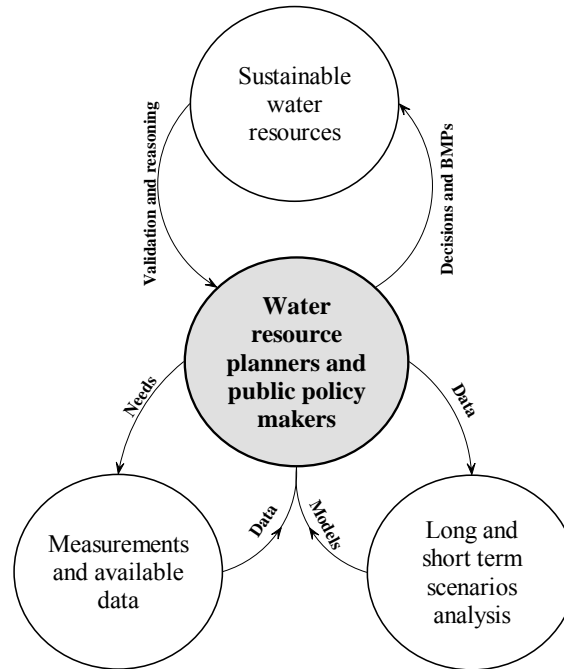 Sustainable
water
resources
Validation and reasoning
Decisions and BMPs
Water
resource
planners and
public policy
makers
Needs
Data
Data
Models
Measurements
and available
data
Long and
short term
scenarios
analysis